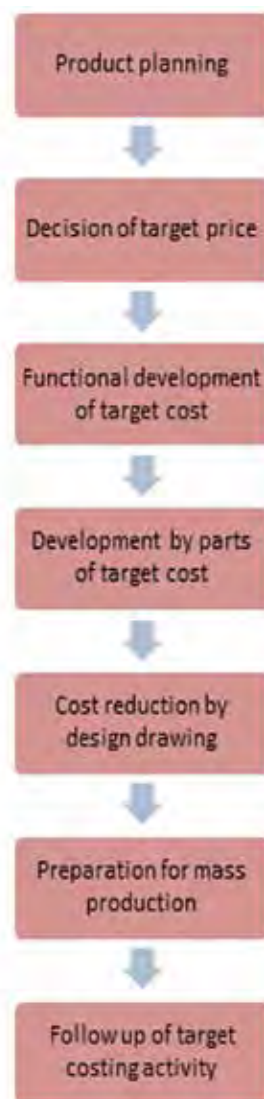 Product planning
Decision of target price
Functional development
of target cost
Development by parts
of target cost
Cost reduction by
design drawing
Preparation for mass
production
Follow up of target
costing activity